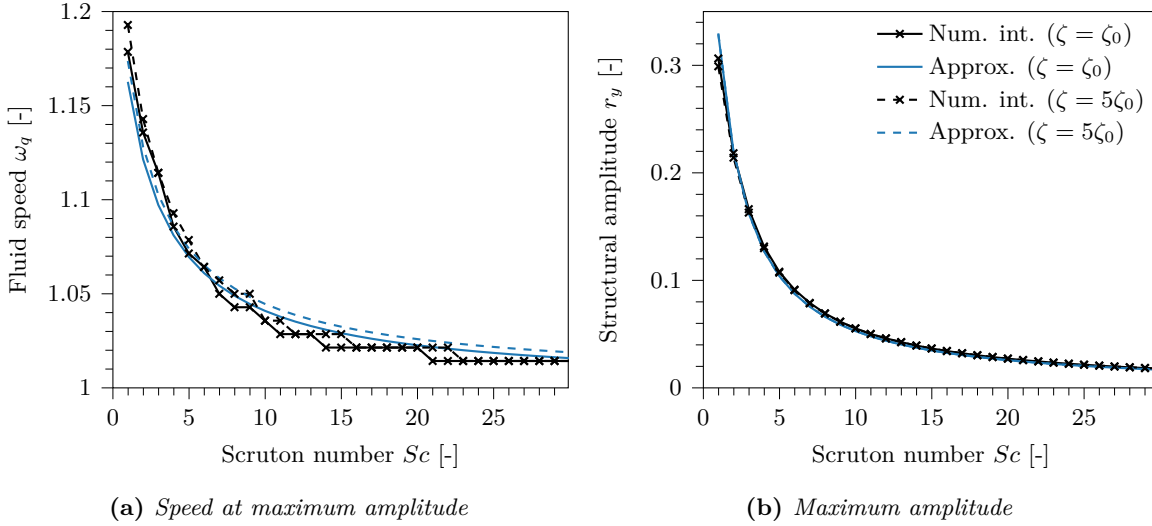 1.2
1.15
1.1
1.05
1
Fluid speed ω_q [-]
0 5 10 15 20 25
Scruton number Sc [-]
(a) Speed at maximum amplitude
0.3
0.2
0.1
0
Structural amplitude r_y [-]
Num. int. (ζ = ζ₀)
Approx. (ζ = ζ₀)
Num. int. (ζ = 5ζ₀)
Approx. (ζ = 5ζ₀)
0 5 10 15 20 25
Scruton number Sc [-]
(b) Maximum amplitude